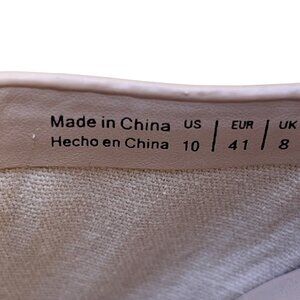 Made in China US | EUR | UK
Hecho en China 10 | 41 | 8